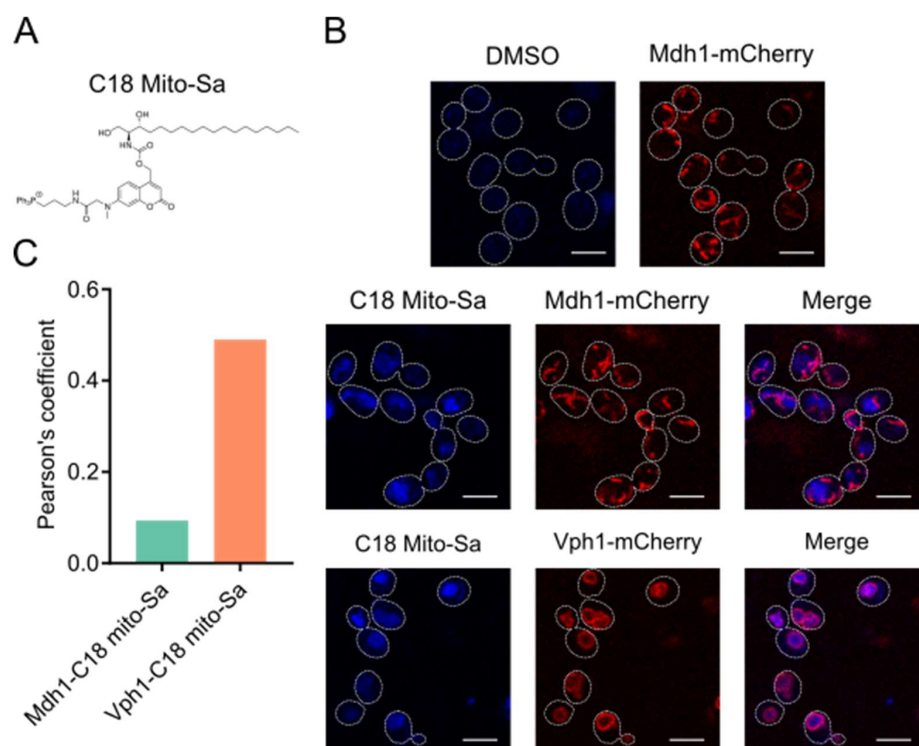 A
C18 Mito-Sa
OH
HO
HN
O
O
Ph₃P⊕
H
N
O
N
O
O
B
DMSO
Mdh1-mCherry
C18 Mito-Sa
Mdh1-mCherry
Merge
C18 Mito-Sa
Vph1-mCherry
Merge
C
Pearson's coefficient
0.6
0.4
0.2
0.0
Mdh1-C18 mito-Sa
Vph1-C18 mito-Sa